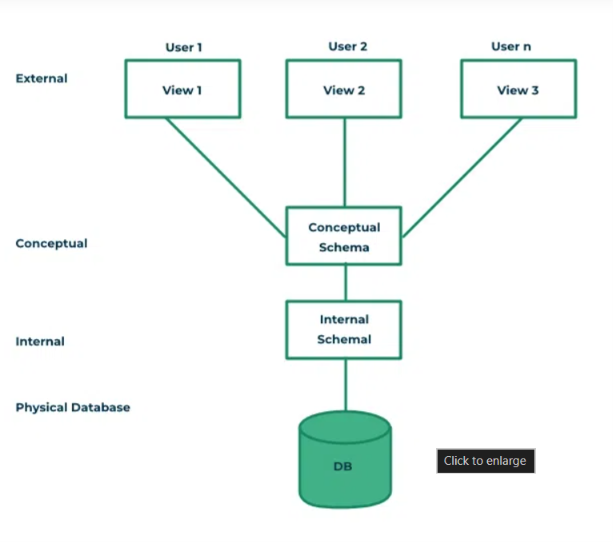 User 1
User 2
User n
External
View 1
View 2
View 3
Conceptual
Schema
Conceptual
Internal
Schemal
Internal
Physical Database
DB
Click to enlarge